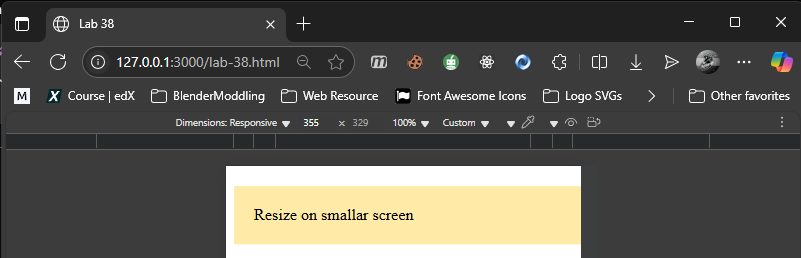 Lab 38
127.0.0.1:3000/lab-38.html
M Course | edX BlenderModdling Web Resource Font Awesome Icons Logo SVGs Other favorites
Dimensions: Responsive 355 × 329 100% Custom
Resize on smallar screen